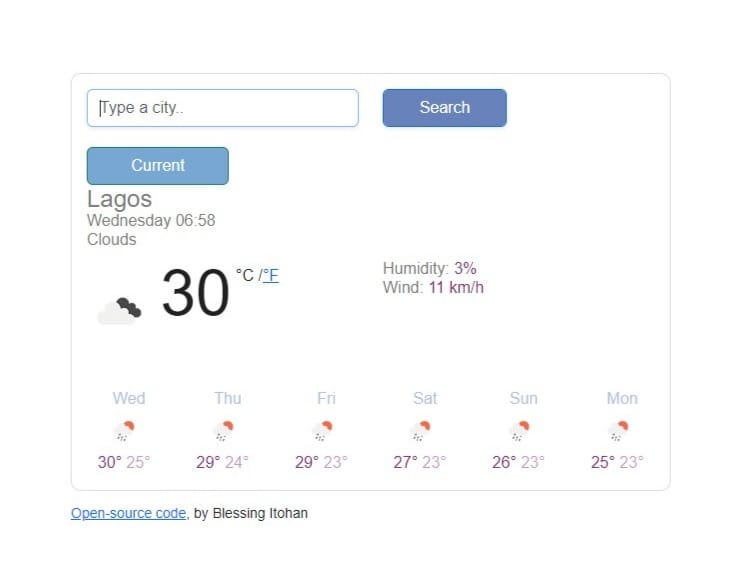 Type a city..
Search
Current
Lagos
Wednesday 06:58
Clouds
30 °C /°F
Humidity: 3%
Wind: 11 km/h
Wed Thu Fri Sat Sun Mon
30° 25° 29° 24° 29° 23° 27° 23° 26° 23° 25° 23°
Open-source code, by Blessing Itohan